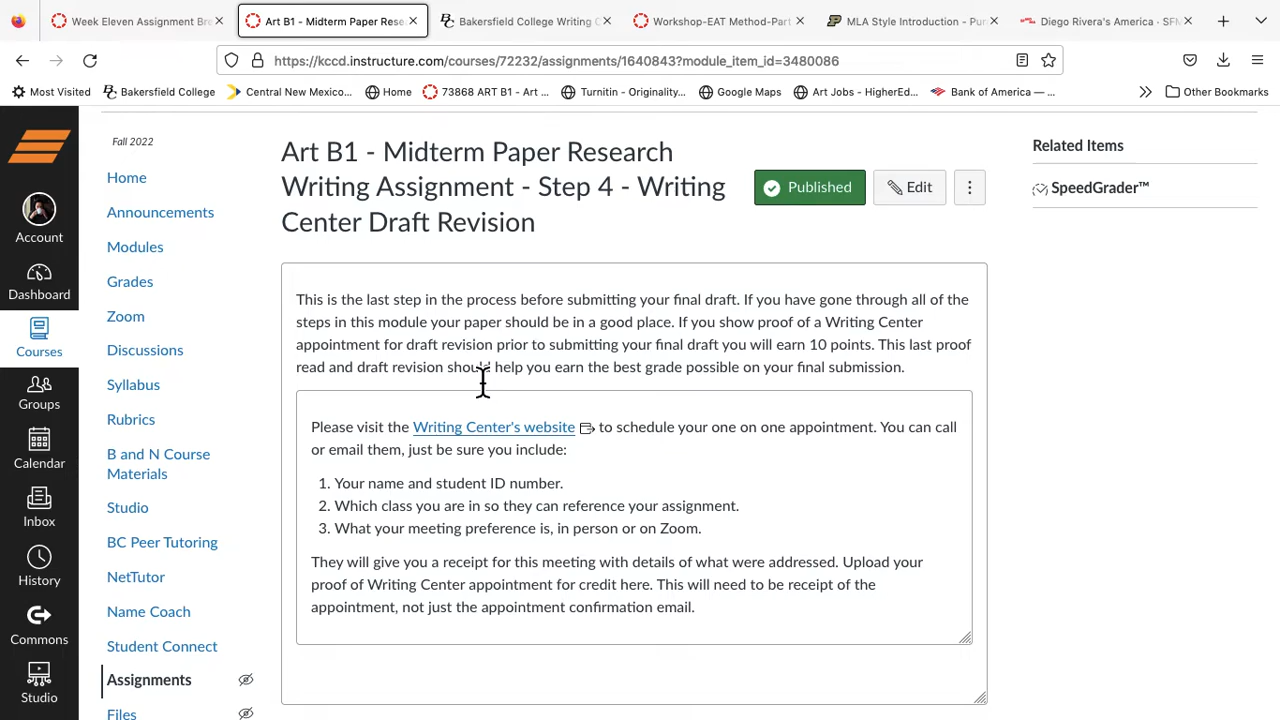 Week Eleven Assignment Bre
Art B1 - Midterm Paper Rese
Bakersfield College Writing C
Workshop-EAT Method-Part
MLA Style Introduction - Pur
Diego Rivera's America · SFM
https://kccd.instructure.com/courses/72232/assignments/1640843?module_item_id=3480086
Most Visited
Bakersfield College
Central New Mexico...
Home
73868 ART B1 - Art ...
Turnitin - Originality...
Google Maps
Art Jobs - HigherEd...
Bank of America — ...
Other Bookmarks
Account
Dashboard
Courses
Groups
Calendar
Inbox
History
Commons
Studio
Fall 2022
Home
Announcements
Modules
Grades
Zoom
Discussions
Syllabus
Rubrics
B and N Course
Materials
Studio
BC Peer Tutoring
NetTutor
Name Coach
Student Connect
Assignments
Files
Art B1 - Midterm Paper Research
Writing Assignment - Step 4 - Writing
Center Draft Revision
Published
Edit
This is the last step in the process before submitting your final draft. If you have gone through all of the
steps in this module your paper should be in a good place. If you show proof of a Writing Center
appointment for draft revision prior to submitting your final draft you will earn 10 points. This last proof
read and draft revision should help you earn the best grade possible on your final submission.
Please visit the Writing Center's website to schedule your one on one appointment. You can call
or email them, just be sure you include:
1. Your name and student ID number.
2. Which class you are in so they can reference your assignment.
3. What your meeting preference is, in person or on Zoom.
They will give you a receipt for this meeting with details of what were addressed. Upload your
proof of Writing Center appointment for credit here. This will need to be receipt of the
appointment, not just the appointment confirmation email.
Related Items
SpeedGrader™